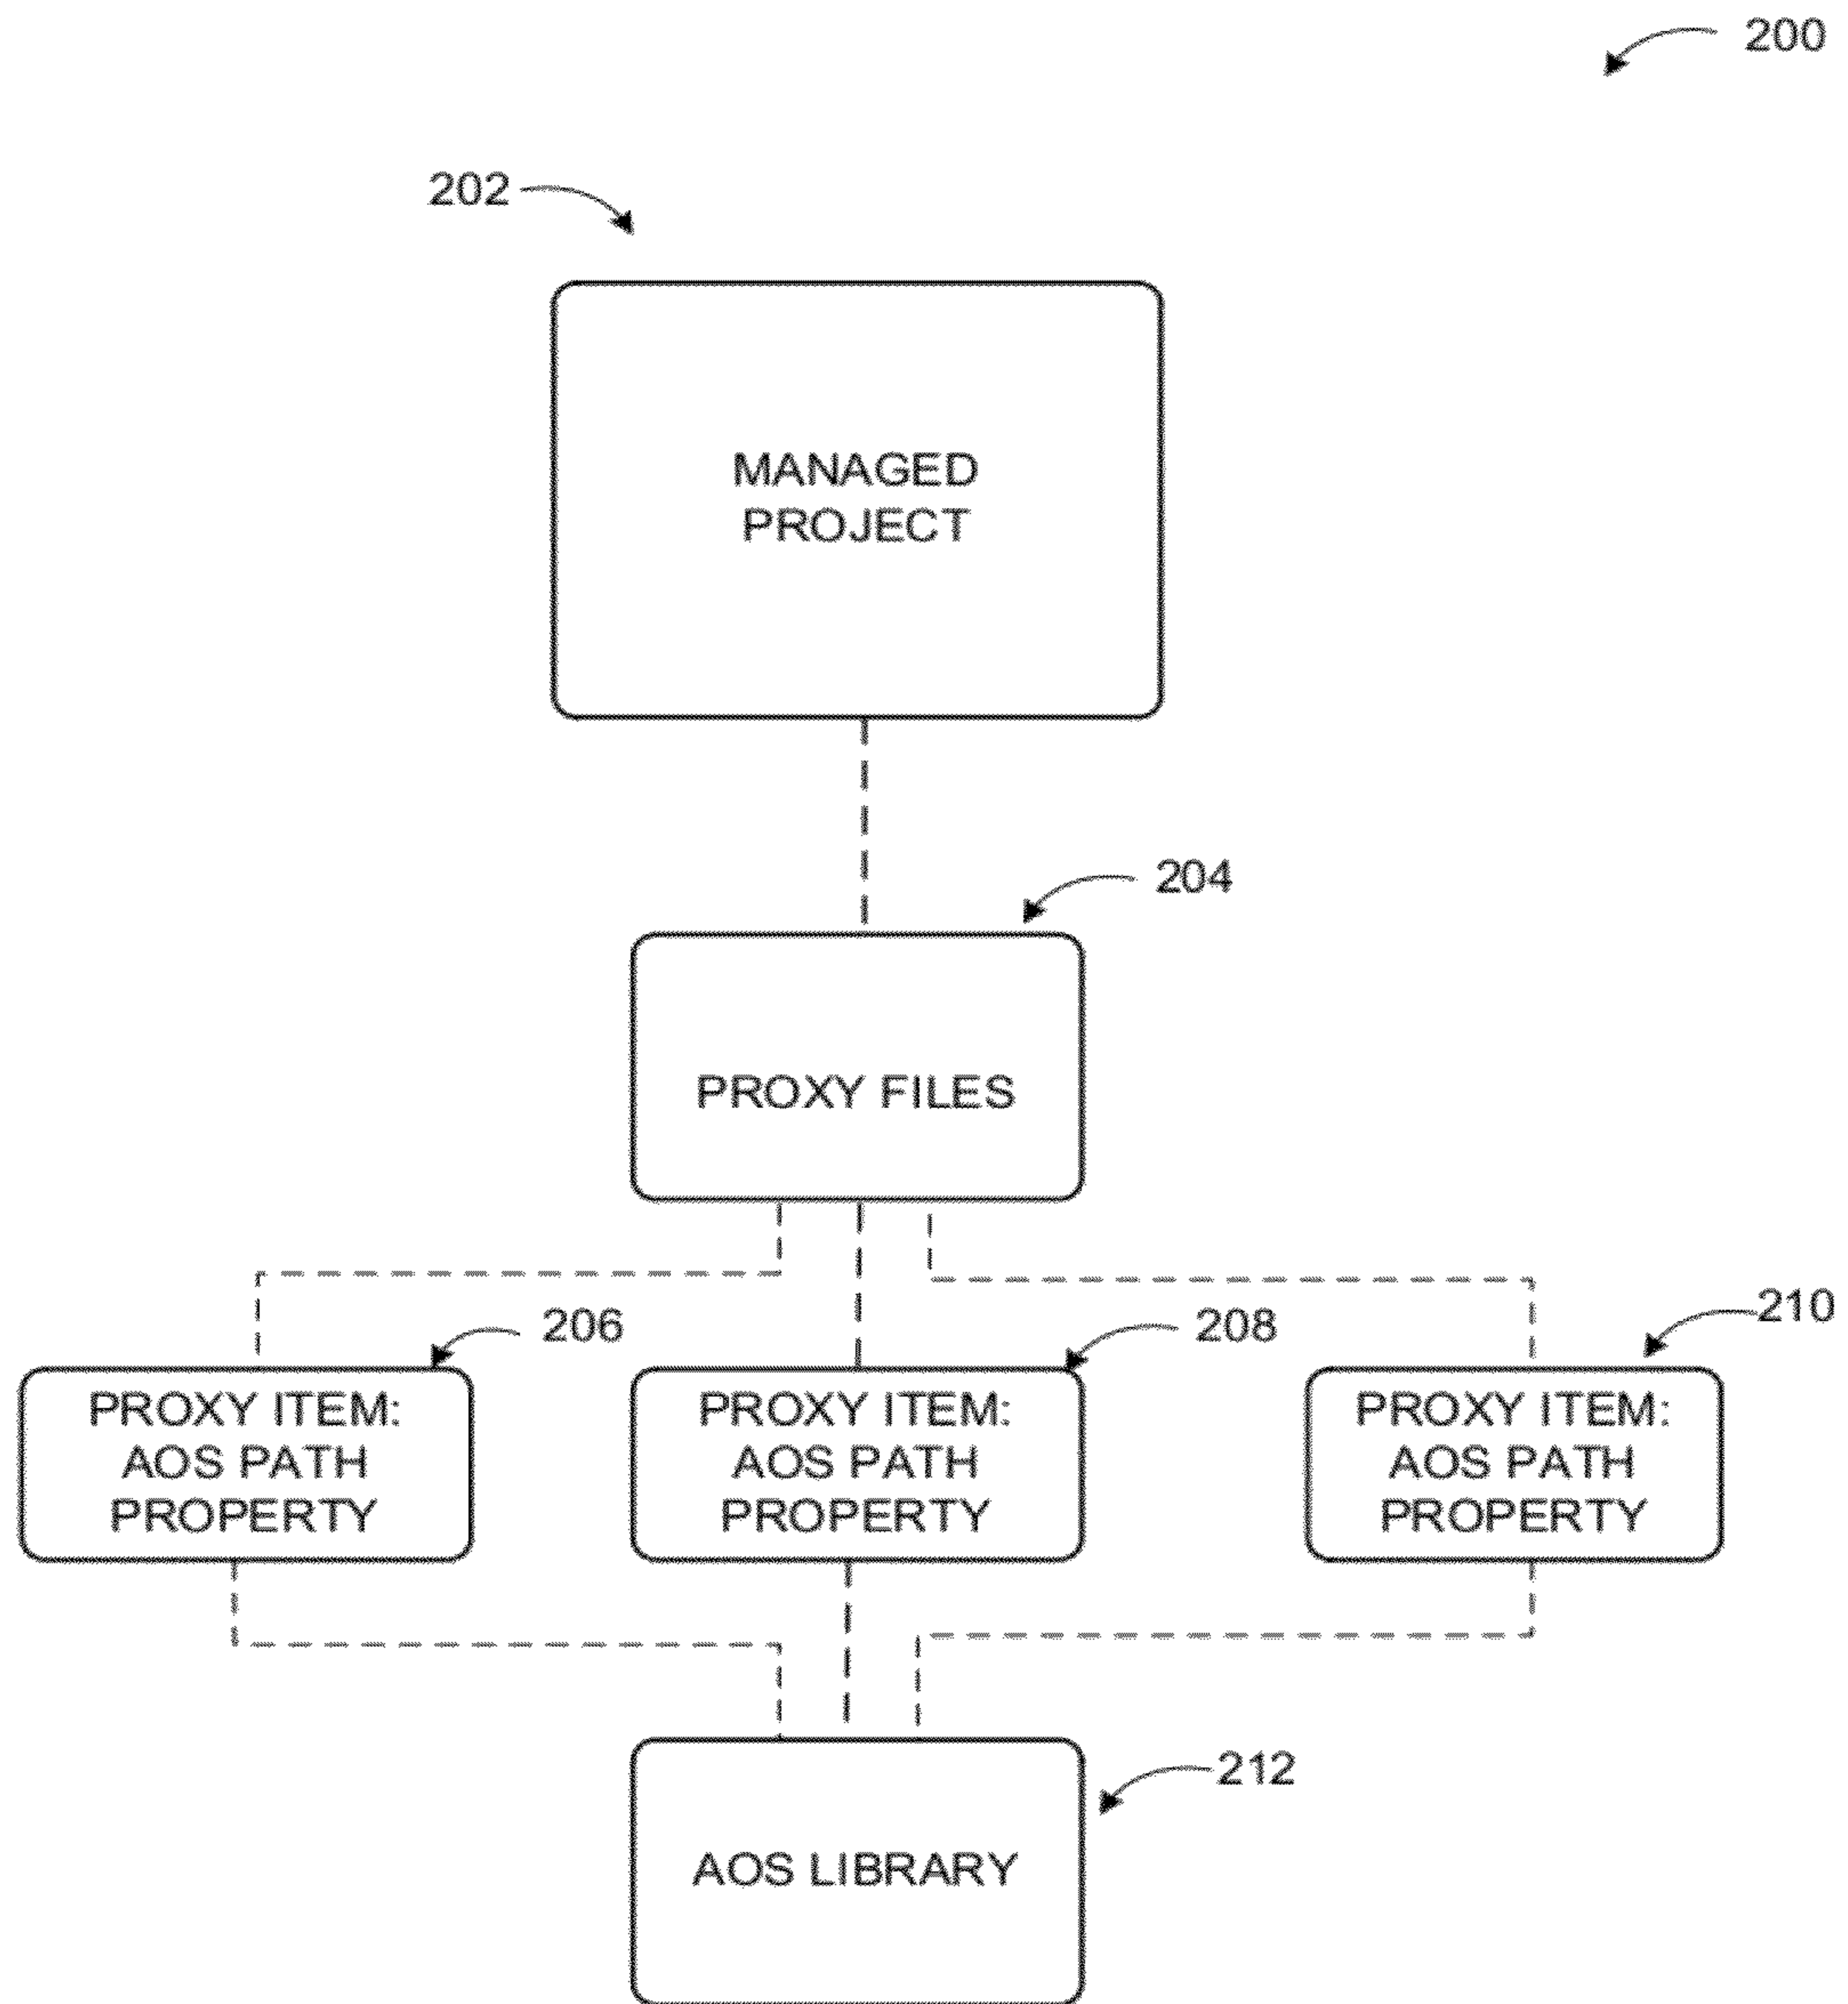 200
202
MANAGED
PROJECT
204
PROXY FILES
206
208
210
PROXY ITEM:
AOS PATH
PROPERTY
PROXY ITEM:
AOS PATH
PROPERTY
PROXY ITEM:
AOS PATH
PROPERTY
212
AOS LIBRARY